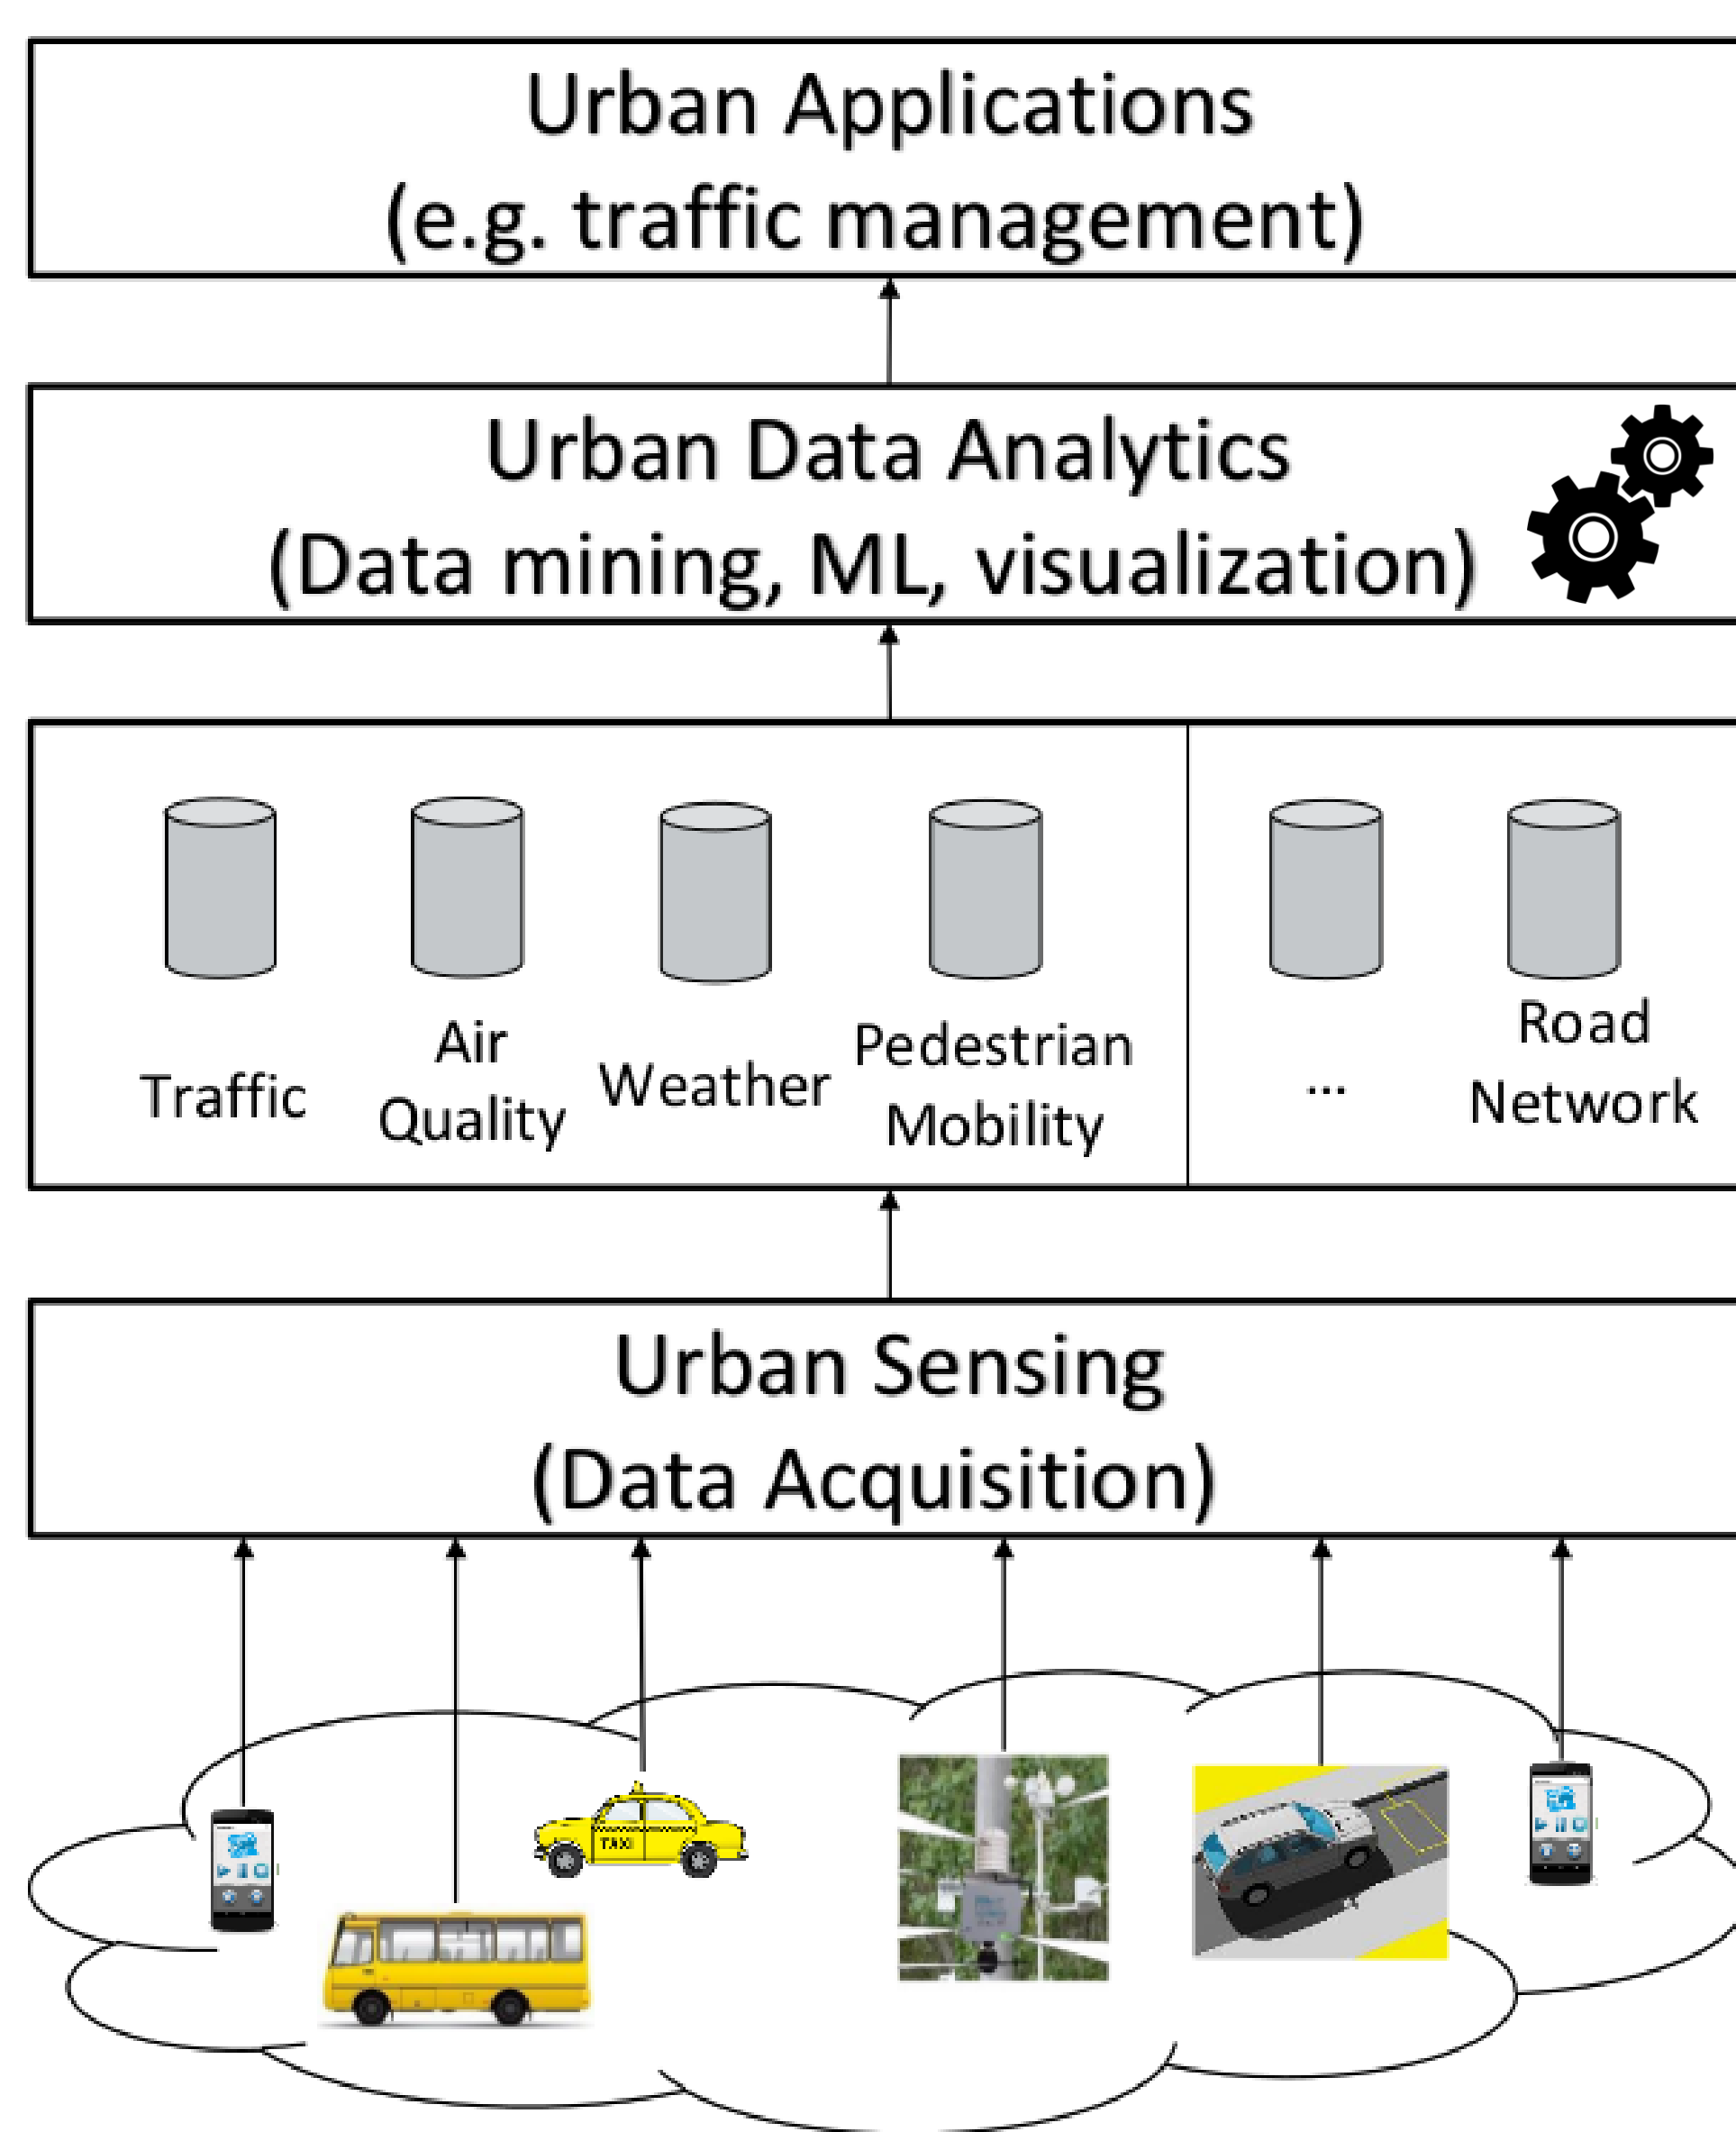 Urban Applications
(e.g. traffic management)
Urban Data Analytics
(Data mining, ML, visualization)
Traffic
Air
Quality
Weather
Pedestrian
Mobility
...
Road
Network
Urban Sensing
(Data Acquisition)
TAXI